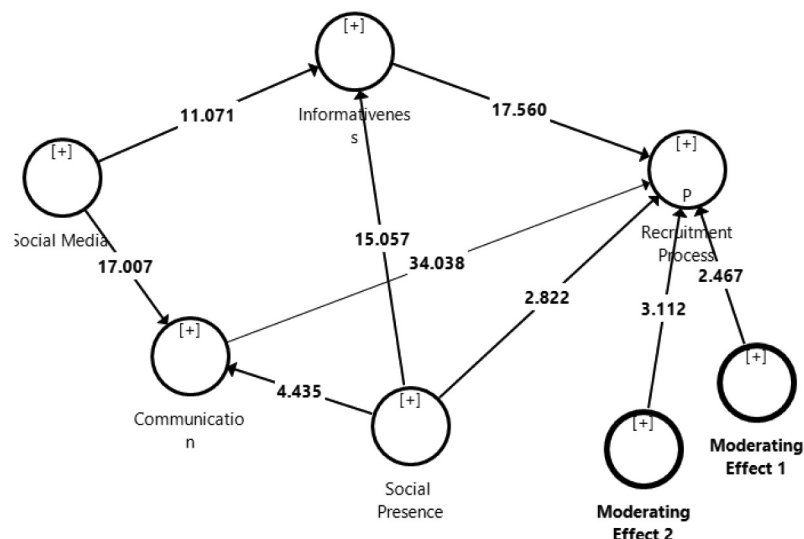 [+]
Informativenes
s
11.071
17.560
[+]
Social Media
[+]
P
Recruitment
Process
17.007
15.057
34.038
2.822
3.112
2.467
[+]
Communicatio
n
4.435
[+]
Social
Presence
[+]
Moderating
Effect 1
[+]
Moderating
Effect 2